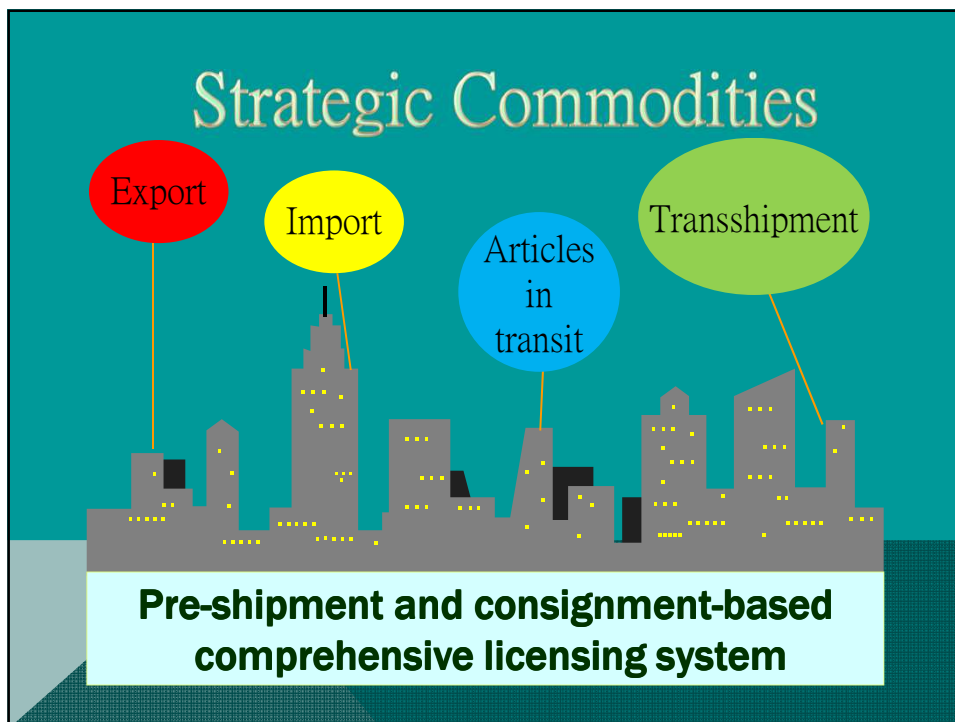 Strategic Commodities
Export
Import
Articles
in
transit
Transshipment
Pre-shipment and consignment-based
comprehensive licensing system